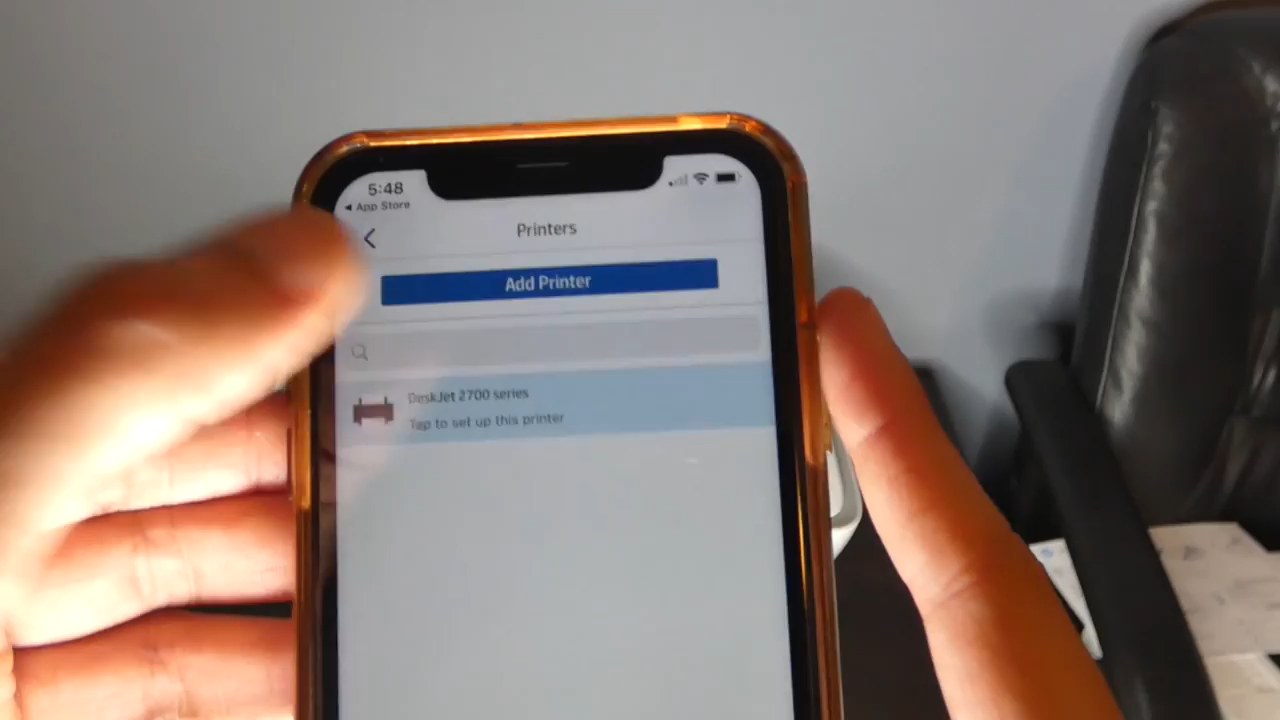 5:48
App Store
Printers
Add Printer
DeskJet 2700 series
Tap to set up this printer